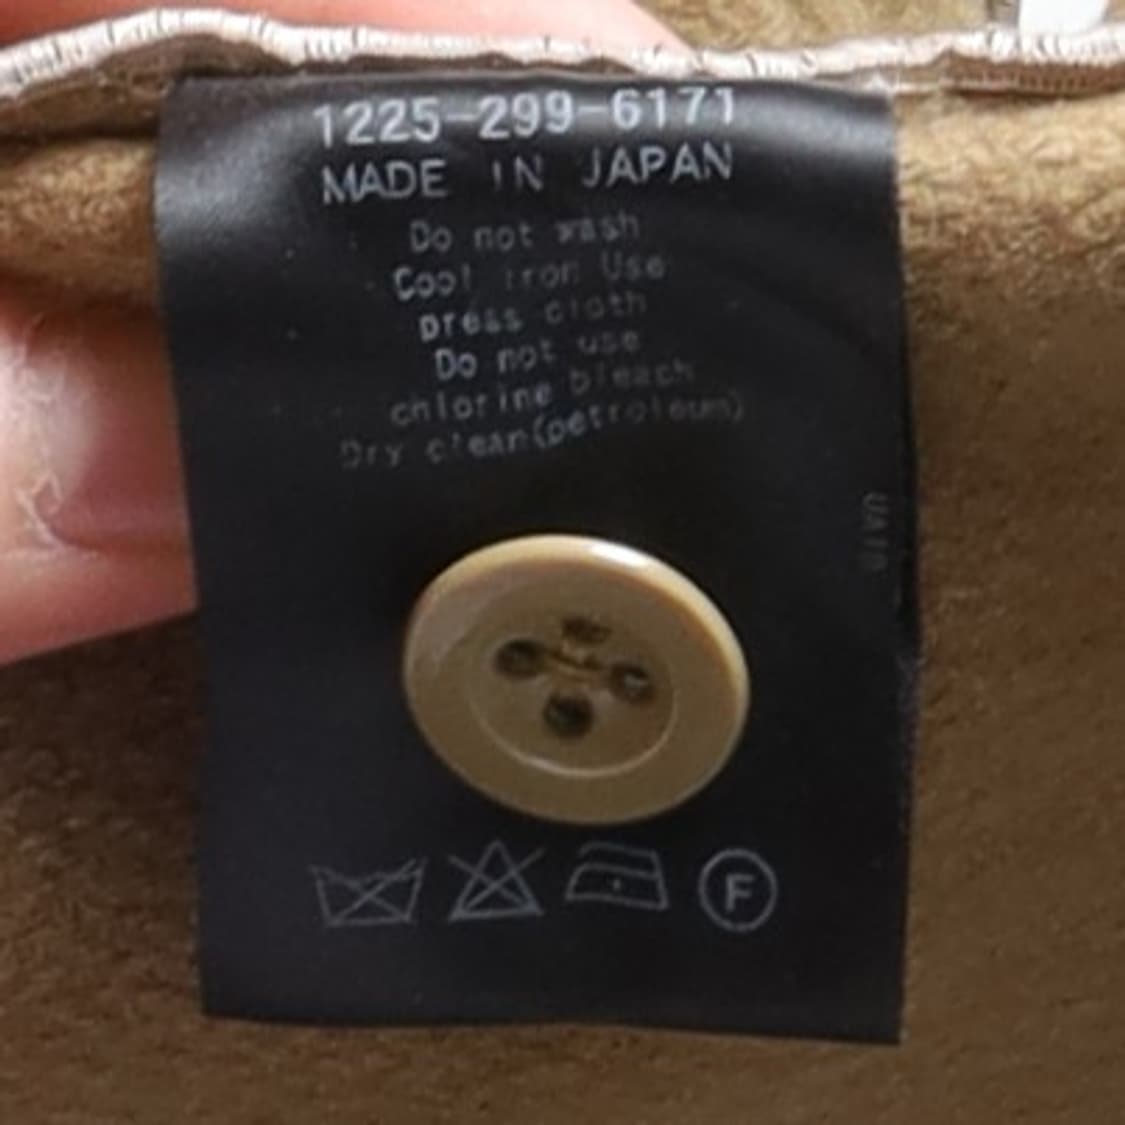 1225-299-6171
MADE IN JAPAN
Do not wash
Cool iron Use
press cloth
Do not use
chlorine bleach
Dry clean(petroleum)
F